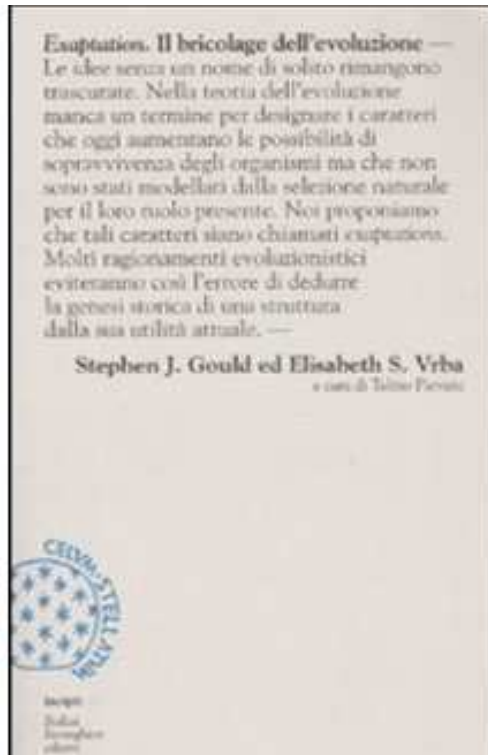 Exaptation. Il bricolage dell'evoluzione —
Le idee senza un nome di solito rimangono
trascurate. Nella teoria dell'evoluzione
manca un termine per designare i caratteri
che oggi aumentano le possibilità di
sopravvivenza degli organismi ma che non
sono stati modellati dalla selezione naturale
per il loro ruolo presente. Noi proponiamo
che tali caratteri siano chiamati exaptations.
Molti ragionamenti evoluzionistici
eviteranno così l'errore di dedurre
la genesi storica di una struttura
dalla sua utilità attuale. —
Stephen J. Gould ed Elisabeth S. Vrba
a cura di Telmo Pievani
CELVM STELLATVM
Bollati
Boringhieri
editore